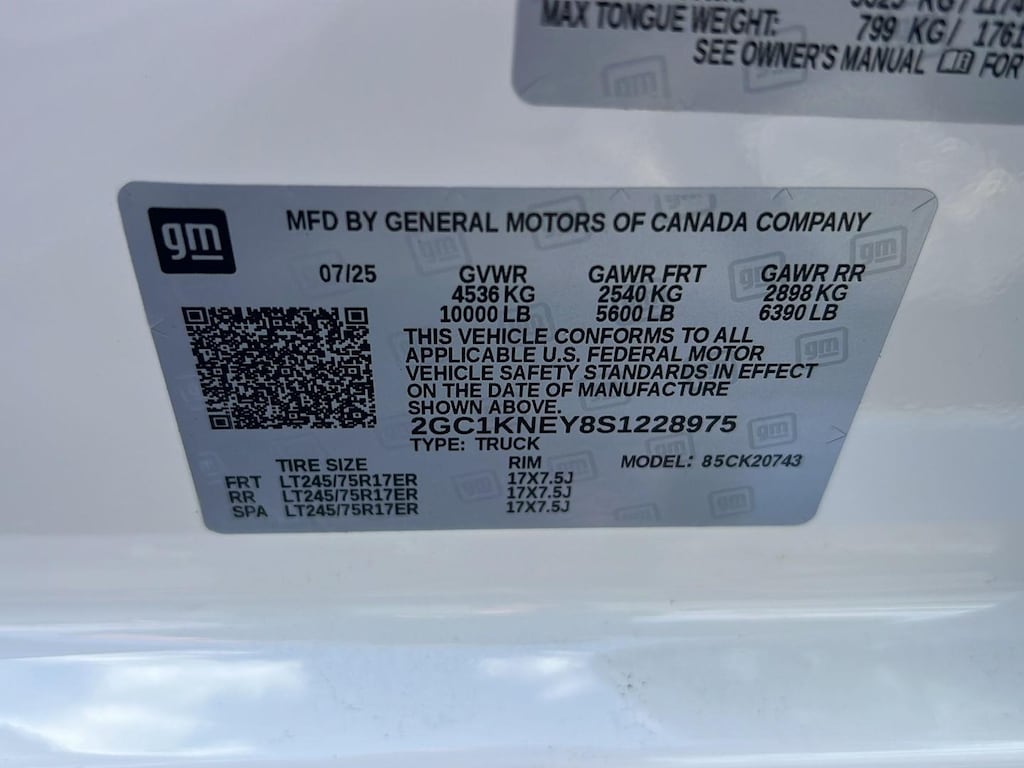 MAX TONGUE WEIGHT: 799 KG/ 1761
SEE OWNER'S MANUAL FOR
gm
MFD BY GENERAL MOTORS OF CANADA COMPANY
07/25 GVWR GAWR FRT GAWR RR
4536 KG 2540 KG 2898 KG
10000 LB 5600 LB 6390 LB
THIS VEHICLE CONFORMS TO ALL
APPLICABLE U.S. FEDERAL MOTOR
VEHICLE SAFETY STANDARDS IN EFFECT
ON THE DATE OF MANUFACTURE
SHOWN ABOVE.
2GC1KNEY8S1228975
TYPE: TRUCK
TIRE SIZE RIM MODEL: 85CK20743
FRT LT245/75R17ER 17X7.5J
RR LT245/75R17ER 17X7.5J
SPA LT245/75R17ER 17X7.5J